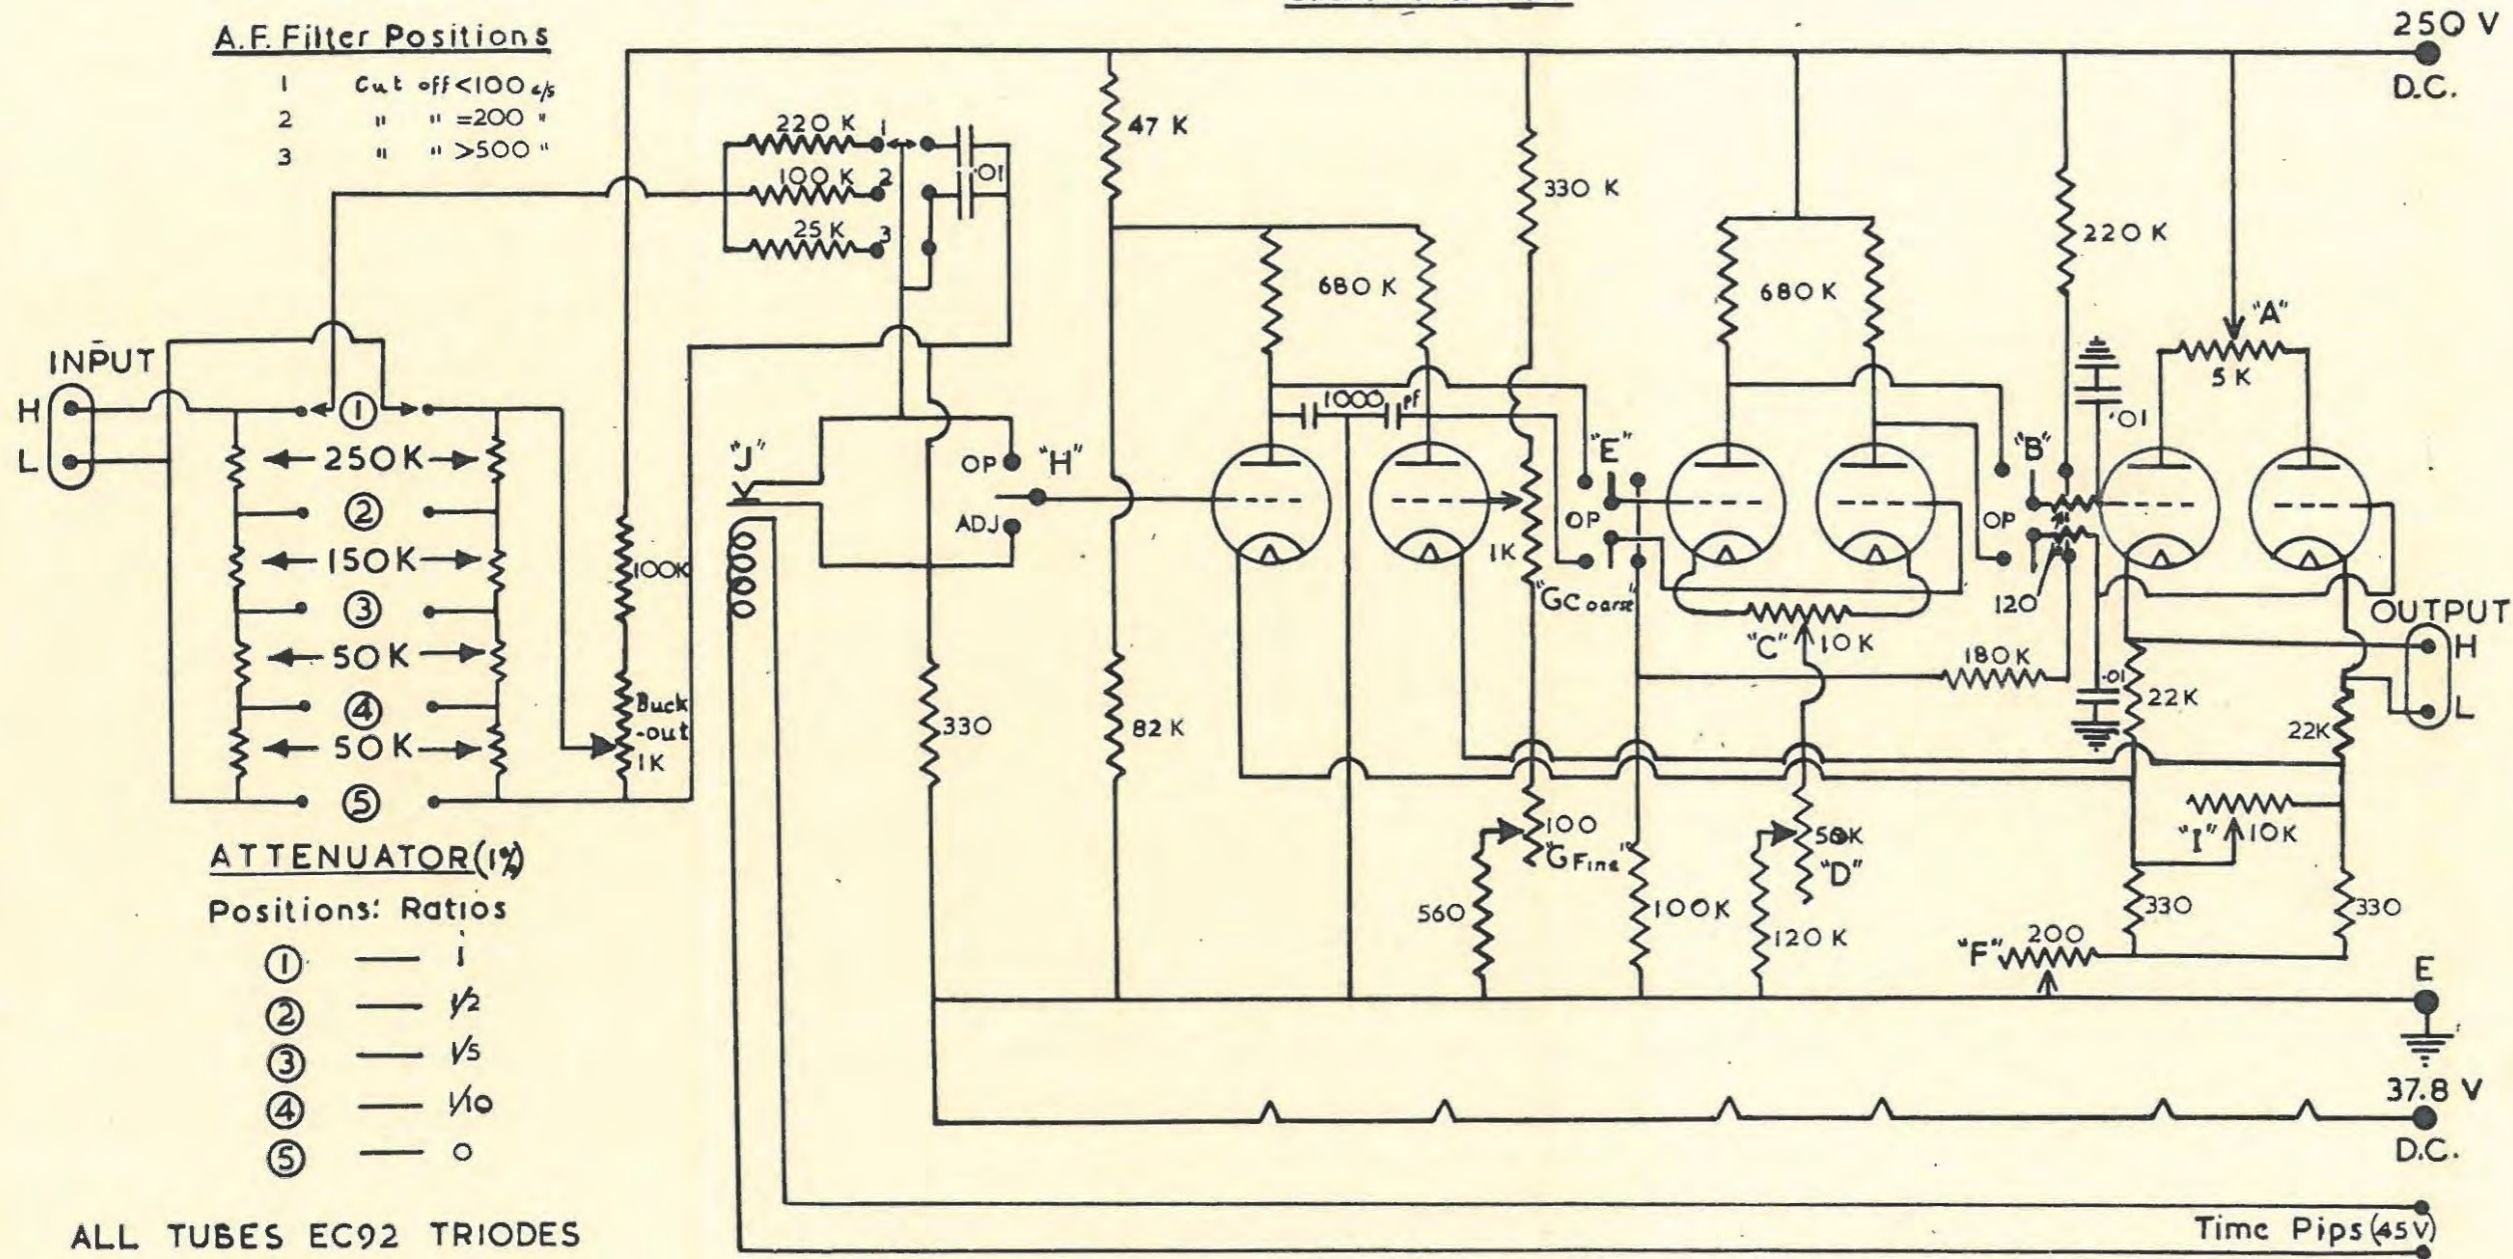 A.F. Filter Positions
1 Cut off <100 c/s
2 " " =200 "
3 " " >500 "
250 V
D.C.
220 K 1
100 K 2
25 K 3
.01
47 K
330 K
680 K
680 K
220 K
"A"
5 K
.01
INPUT
H
L
①
250K
②
150K
③
50K
④
50K
⑤
100K
Buck
-out
1K
"J"
OP
"H"
ADJ
330
82 K
1000 pf
1K
"E"
OP
"G Coarse"
"C"
10K
"B"
OP
120
180K
.01
22K
22K
OUTPUT
H
L
100
"G Fine"
560
100K
"D"
120 K
"I"
10K
330
330
"F"
200
E
37.8 V
D.C.
Time Pips (45V)
ATTENUATOR (1%)
Positions: Ratios
① — 1
② — 1/2
③ — 1/5
④ — 1/10
⑤ — 0
ALL TUBES EC92 TRIODES